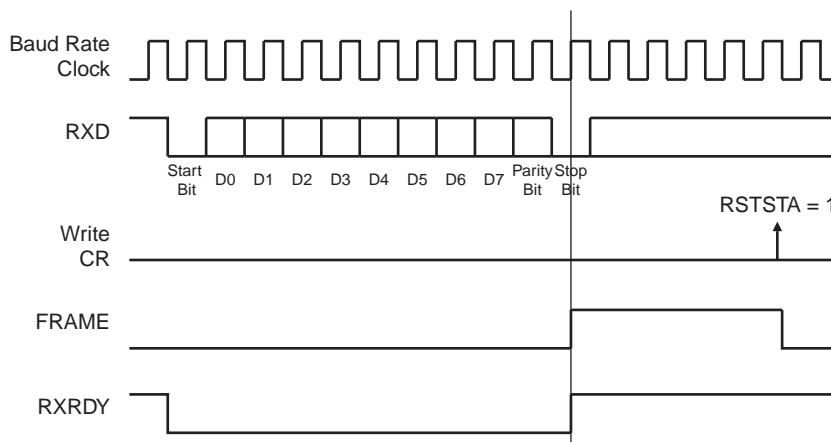 Baud Rate
Clock
RXD
Start
Bit
D0 D1 D2 D3 D4 D5 D6 D7
Parity
Bit
Stop
Bit
RSTSTA = 1
Write
CR
FRAME
RXRDY